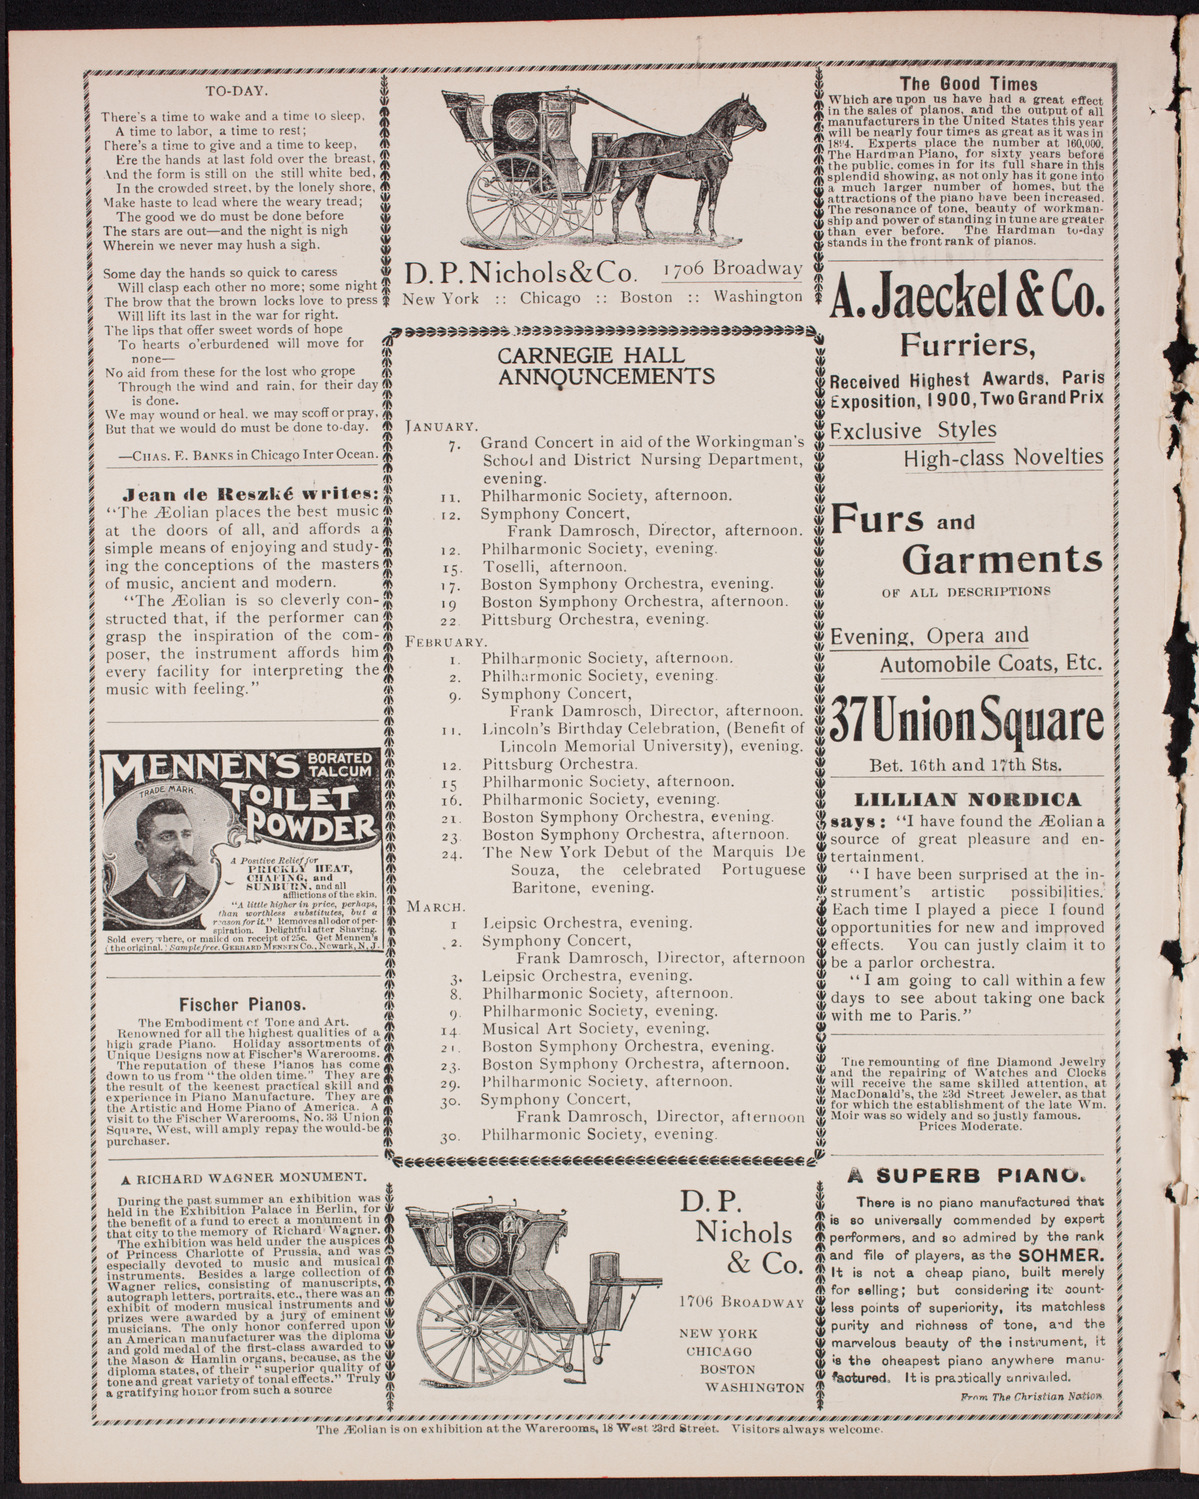 TO-DAY.
There's a time to wake and a time to sleep,
A time to labor, a time to rest;
There's a time to give and a time to keep,
Ere the hands at last fold over the breast,
And the form is still on the still white bed,
In the crowded street, by the lonely shore,
Make haste to lead where the weary tread;
The good we do must be done before
The stars are out—and the night is nigh
Wherein we never may hush a sigh.
Some day the hands so quick to caress
Will clasp each other no more; some night
The brow that the brown locks love to press
Will lift its last in the war for right.
The lips that offer sweet words of hope
To hearts o'erburdened will move for
none—
No aid from these for the lost who grope
Through the wind and rain, for their day
is done.
We may wound or heal, we may scoff or pray,
But that we would do must be done to-day.
—CHAS. E. BANKS in Chicago Inter Ocean.
Jean de Reszké writes:
"The Æolian places the best music
at the doors of all, and affords a
simple means of enjoying and study-
ing the conceptions of the masters
of music, ancient and modern.
"The Æolian is so cleverly con-
structed that, if the performer can
grasp the inspiration of the com-
poser, the instrument affords him
every facility for interpreting the
music with feeling."
MENNEN'S BORATED
TALCUM
TOILET
POWDER
TRADE MARK
A Positive Relief for
PRICKLY HEAT,
CHAFING, and
SUNBURN, and all
afflictions of the skin.
"A little higher in price, perhaps,
than worthless substitutes, but a
reason for it." Removes all odor of per-
spiration. Delightful after Shaving.
Sold everywhere, or mailed on receipt of 25c. Get Mennen's
(the original.) Sample free. GERHARD MENNEN CO., Newark, N. J.
Fischer Pianos.
The Embodiment of Tone and Art.
Renowned for all the highest qualities of a
high grade Piano. Holiday assortments of
Unique Designs now at Fischer's Warerooms.
The reputation of these Pianos has come
down to us from "the olden time." They are
the result of the keenest practical skill and
experience in Piano Manufacture. They are
the Artistic and Home Piano of America. A
visit to the Fischer Warerooms, No. 33 Union
Square, West, will amply repay the would-be
purchaser.
A RICHARD WAGNER MONUMENT.
During the past summer an exhibition was
held in the Exhibition Palace in Berlin, for
the benefit of a fund to erect a monument in
that city to the memory of Richard Wagner.
The exhibition was held under the auspices
of Princess Charlotte of Prussia, and was
especially devoted to music and musical
instruments. Besides a large collection of
Wagner relics, consisting of manuscripts,
autograph letters, portraits, etc., there was an
exhibit of modern musical instruments and
prizes were awarded by a jury of eminent
musicians. The only honor conferred upon
an American manufacturer was the diploma
and gold medal of the first-class awarded to
the Mason & Hamlin organs, because, as the
diploma states, of their "superior quality of
tone and great variety of tonal effects." Truly
a gratifying honor from such a source
D. P. Nichols & Co. 1706 Broadway
New York :: Chicago :: Boston :: Washington
CARNEGIE HALL
ANNOUNCEMENTS
JANUARY.
7. Grand Concert in aid of the Workingman's
School and District Nursing Department,
evening.
11. Philharmonic Society, afternoon.
12. Symphony Concert,
Frank Damrosch, Director, afternoon.
12. Philharmonic Society, evening.
15. Toselli, afternoon.
17. Boston Symphony Orchestra, evening.
19 Boston Symphony Orchestra, afternoon.
22. Pittsburg Orchestra, evening.
FEBRUARY.
1. Philharmonic Society, afternoon.
2. Philharmonic Society, evening.
9. Symphony Concert,
Frank Damrosch, Director, afternoon.
11. Lincoln's Birthday Celebration, (Benefit of
Lincoln Memorial University), evening.
12. Pittsburg Orchestra.
15 Philharmonic Society, afternoon.
16. Philharmonic Society, evening.
21. Boston Symphony Orchestra, evening.
23. Boston Symphony Orchestra, afternoon.
24. The New York Debut of the Marquis De
Souza, the celebrated Portuguese
Baritone, evening.
MARCH.
1 Leipsic Orchestra, evening.
2. Symphony Concert,
Frank Damrosch, Director, afternoon
3. Leipsic Orchestra, evening.
8. Philharmonic Society, afternoon.
9. Philharmonic Society, evening.
14 Musical Art Society, evening.
21. Boston Symphony Orchestra, evening.
23. Boston Symphony Orchestra, afternoon.
29. Philharmonic Society, afternoon.
30. Symphony Concert,
Frank Damrosch, Director, afternoon
30. Philharmonic Society, evening.
D. P.
Nichols
& Co.
1706 BROADWAY
NEW YORK
CHICAGO
BOSTON
WASHINGTON
The Good Times
Which are upon us have had a great effect
in the sales of pianos, and the output of all
manufacturers in the United States this year
will be nearly four times as great as it was in
1894. Experts place the number at 160,000.
The Hardman Piano, for sixty years before
the public, comes in for its full share in this
splendid showing, as not only has it gone into
a much larger number of homes, but the
attractions of the piano have been increased.
The resonance of tone, beauty of workman-
ship and power of standing in tune are greater
than ever before. The Hardman to-day
stands in the front rank of pianos.
A. Jaeckel & Co.
Furriers,
Received Highest Awards, Paris
Exposition, 1900, Two Grand Prix
Exclusive Styles
High-class Novelties
Furs and
Garments
OF ALL DESCRIPTIONS
Evening, Opera and
Automobile Coats, Etc.
37 Union Square
Bet. 16th and 17th Sts.
LILLIAN NORDICA
says: "I have found the Æolian a
source of great pleasure and en-
tertainment.
"I have been surprised at the in-
strument's artistic possibilities.
Each time I played a piece I found
opportunities for new and improved
effects. You can justly claim it to
be a parlor orchestra.
"I am going to call within a few
days to see about taking one back
with me to Paris."
The remounting of fine Diamond Jewelry
and the repairing of Watches and Clocks
will receive the same skilled attention, at
MacDonald's, the 23d Street Jeweler, as that
for which the establishment of the late Wm.
Moir was so widely and so justly famous.
Prices Moderate.
A SUPERB PIANO.
There is no piano manufactured that
is so universally commended by expert
performers, and so admired by the rank
and file of players, as the SOHMER.
It is not a cheap piano, built merely
for selling; but considering its count-
less points of superiority, its matchless
purity and richness of tone, and the
marvelous beauty of the instrument, it
is the cheapest piano anywhere manu-
factured. It is practically unrivailed.
From The Christian Nation
The Æolian is on exhibition at the Warerooms, 18 West 23rd Street. Visitors always welcome.